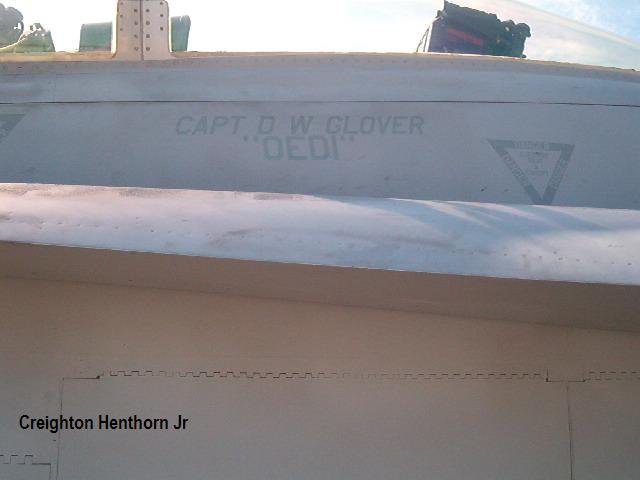 CAPT D W GLOVER
"OEDI"
Creighton Henthorn Jr